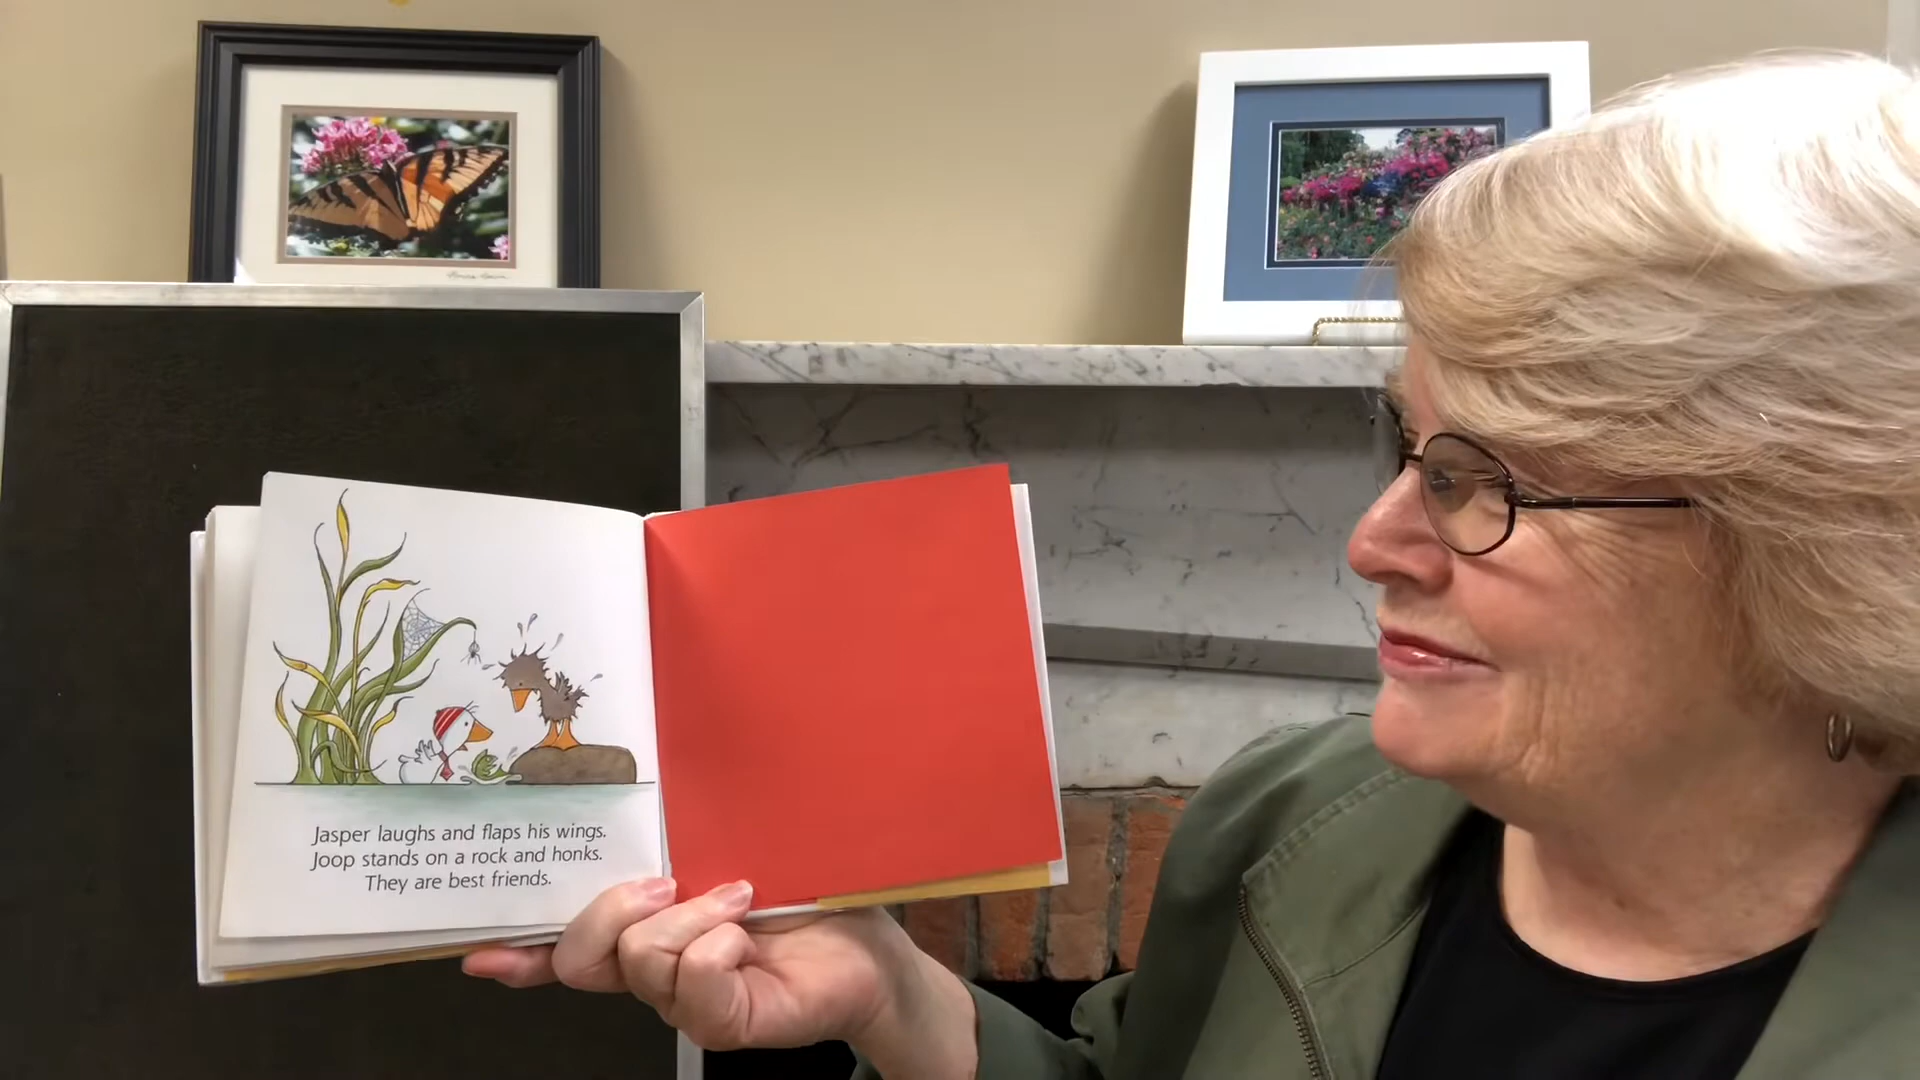 Jasper laughs and flaps his wings.
Joop stands on a rock and honks.
They are best friends.